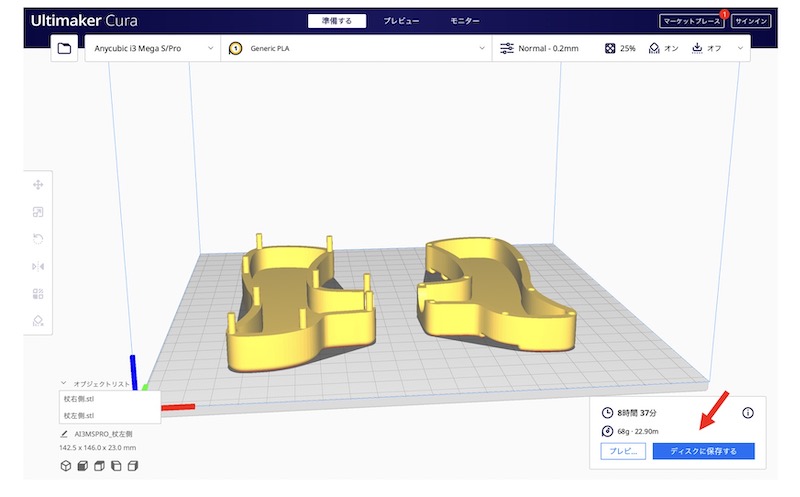 Ultimaker Cura
準備する
プレビュー
モニター
マーケットプレース
1
サインイン
Anycubic i3 Mega S/Pro
1
Generic PLA
Normal - 0.2mm
25%
オン
オフ
オブジェクトリスト
杖右側.stl
杖左側.stl
AI3MSPRO_杖左側
142.5 x 146.0 x 23.0 mm
8時間 37分
68g · 22.90m
プレビ...
ディスクに保存する